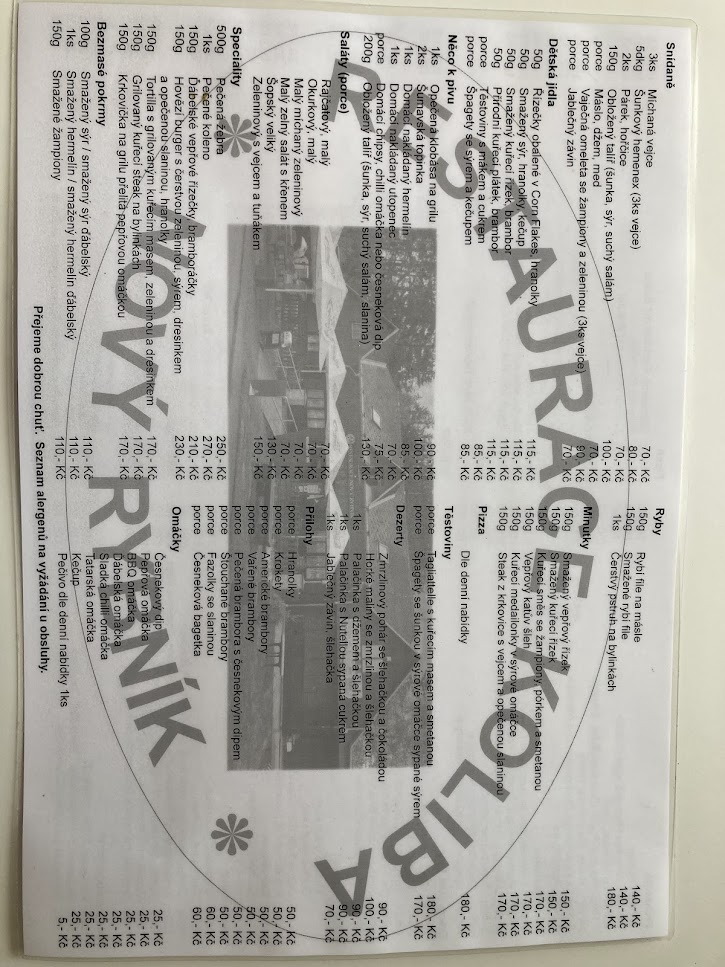 RESTAURACE KOLIBA
NOVÝ RYBNÍK
Snídaně
3ks Míchaná vejce 70,- Kč
5dkg Šunkový hemenex (3ks vejce) 80,- Kč
2ks Párek, hořčice 70,- Kč
150g Obložený talíř (šunka, sýr, suchý salám) 100,- Kč
porce Máslo, džem, med 70,- Kč
porce Vaječná omeleta se žampiony a zeleninou (3ks vejce) 90,- Kč
porce Jablečný závin 70,- Kč
Dětská jídla
50g Řízečky obalené v Corn Flakes, hranolky 115,- Kč
50g Smažený sýr, hranolky kečup 115,- Kč
50g Smažený kuřecí řízek, brambor 115,- Kč
50g Přírodní kuřecí plátek, brambor 115,- Kč
porce Těstoviny s mákem a cukrem 85,- Kč
porce Špagety se sýrem a kečupem 85,- Kč
Něco k pivu
1ks Opečená klobása na grilu 90,- Kč
2ks Šumavská topinka 100,- Kč
1ks Domácí nakládaný hermelín 85,- Kč
1ks Domácí nakládaný utopenec 70,- Kč
porce Domácí chipsy, chilli omáčka nebo česneková dip 75,- Kč
200g Obložený talíř (šunka, sýr, suchý salám, slanina) 130,- Kč
Saláty (porce)
Rajčatový, malý 70,- Kč
Okurkový, malý 70,- Kč
Malý míchaný zeleninový 70,- Kč
Malý zelný salát s křenem 70,- Kč
Šopský veliký 130,- Kč
Zeleninový s vejcem a tuňákem 150,- Kč
Speciality
500g Pečená žebra 250,- Kč
1ks Pečené koleno 270,- Kč
150g Ďábelské vepřové řízečky, bramboráčky 210,- Kč
150g Hovězí burger s čerstvou zeleninou, sýrem, dresinkem
a opečenou slaninou, hranolky 230,- Kč
150g Tortilla s grilovaným kuřecím masem, zeleninou a dresinkem 170,- Kč
150g Grilovaný kuřecí steak na bylinkách 170,- Kč
150g Krkovička na grilu přelitá pepřovou omáčkou 170,- Kč
Bezmasé pokrmy
100g Smažený sýr / smažený sýr ďábelský 110,- Kč
1ks Smažený hermelín / smažený hermelín ďábelský 110,- Kč
150g Smažené žampiony 110,- Kč
Ryby
150g Rybí file na másle 140,- Kč
150g Smažené rybí file 140,- Kč
1ks Čerstvý pstruh na bylinkách 180,- Kč
Minutky
150g Smažený vepřový řízek 150,- Kč
150g Smažený kuřecí řízek 150,- Kč
150g Kuřecí směs se žampiony, pórkem a smetanou 170,- Kč
150g Vepřový katův šleh 170,- Kč
150g Kuřecí medailonky v sýrové omáčce 170,- Kč
150g Steak z krkovice s vejcem a opečenou slaninou 170,- Kč
Pizza
Dle denní nabídky 180,- Kč
Těstoviny
porce Tagliatelle s kuřecím masem a smetanou 180,- Kč
porce Špagety se šunkou v sýrové omáčce sypané sýrem 170,- Kč
Dezerty
Zmrzlinový pohár se šlehačkou a čokoládou 90,- Kč
Horké maliny se zmrzlinou a šlehačkou 100,- Kč
1ks Palačinka s džemem a šlehačkou 90,- Kč
1ks Palačinka s Nutellou sypaná cukrem 90,- Kč
1ks Jablečný závin, šlehačka 70,- Kč
Přílohy
porce Hranolky 50,- Kč
porce Krokety 50,- Kč
porce Americké brambory 50,- Kč
porce Vařené brambory 50,- Kč
porce Pečená brambora s česnekovým dipem 50,- Kč
porce Šťouchané brambory 50,- Kč
porce Fazolky se slaninou 60,- Kč
porce Česneková bagetka 60,- Kč
Omáčky
Česnekový dip 25,- Kč
Pepřová omáčka 25,- Kč
BBQ omáčka 25,- Kč
Ďábelská omáčka 25,- Kč
Sladká chilli omáčka 25,- Kč
Tatarská omáčka 25,- Kč
Kečup 25,- Kč
Pečivo dle denní nabídky 1ks 5,- Kč
Přejeme dobrou chuť. Seznam alergenů na vyžádání u obsluhy.